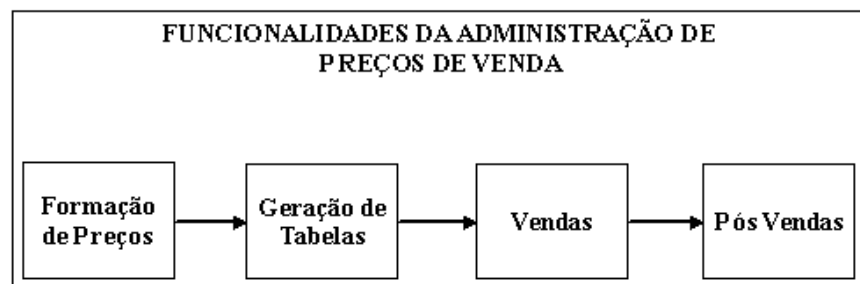 FUNCIONALIDADES DA ADMINISTRAÇÃO DE
PREÇOS DE VENDA
Formação
de Preços
Geração de
Tabelas
Vendas
Pós Vendas